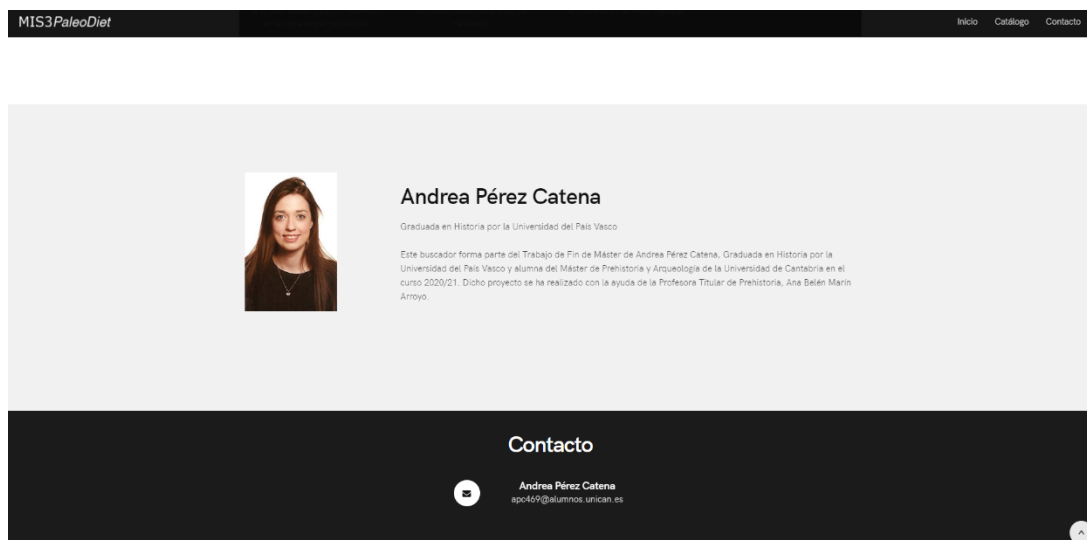 MIS3PaleoDiet
Inicio Catálogo Contacto
Andrea Pérez Catena
Graduada en Historia por la Universidad del País Vasco
Este buscador forma parte del Trabajo de Fin de Máster de Andrea Pérez Catena, Graduada en Historia por la
Universidad del País Vasco y alumna del Máster de Prehistoria y Arqueología de la Universidad de Cantabria en el
curso 2020/21. Dicho proyecto se ha realizado con la ayuda de la Profesora Titular de Prehistoria, Ana Belén Marín
Arroyo.
Contacto
Andrea Pérez Catena
apc469@alumnos.unican.es